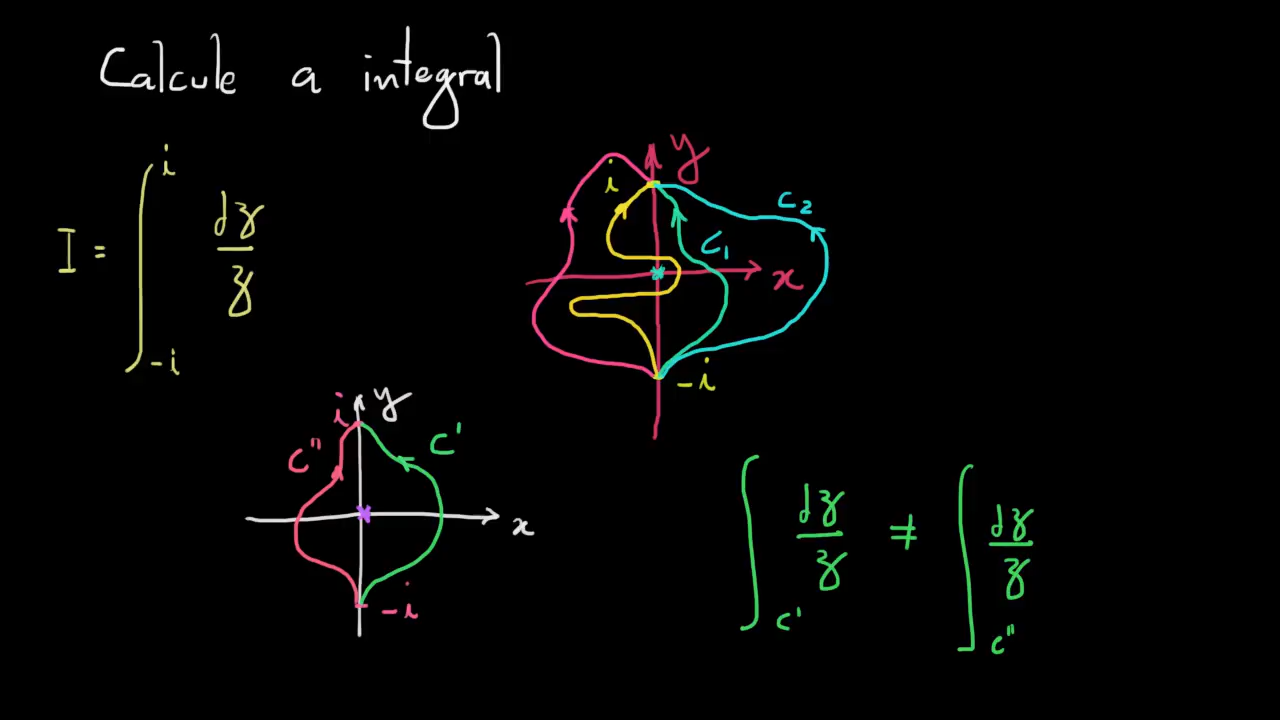 Calcule a integral
I = ∫_{-i}^{i} dz/z
y
i
C₂
C₁
x
-i
i y
C'' C'
x
-i
∫_{C'} dz/z ≠ ∫_{C''} dz/z